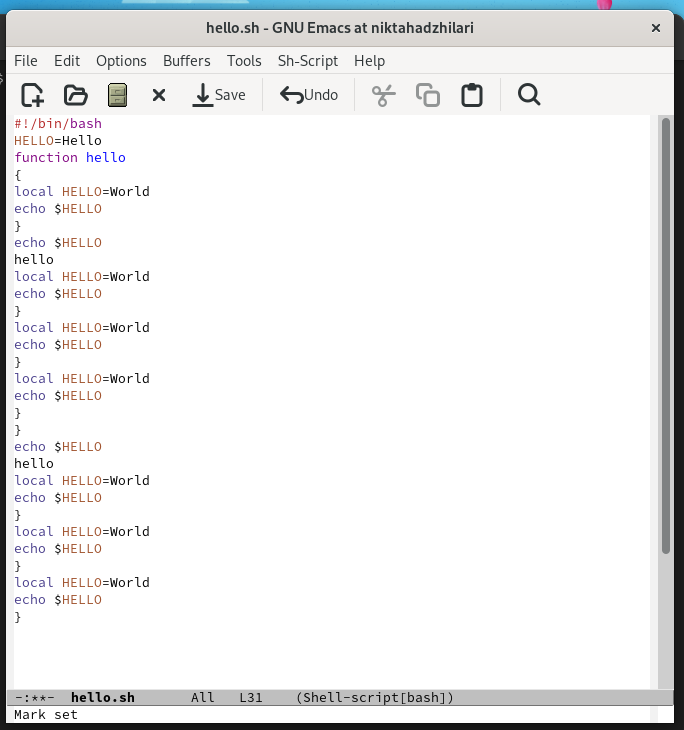 hello.sh - GNU Emacs at niktahadzhilari
File Edit Options Buffers Tools Sh-Script Help
Save Undo
#!/bin/bash
HELLO=Hello
function hello
{
local HELLO=World
echo $HELLO
}
echo $HELLO
hello
local HELLO=World
echo $HELLO
}
local HELLO=World
echo $HELLO
}
local HELLO=World
echo $HELLO
}
}
echo $HELLO
hello
local HELLO=World
echo $HELLO
}
local HELLO=World
echo $HELLO
}
local HELLO=World
echo $HELLO
}
-:**- hello.sh All L31 (Shell-script[bash])
Mark set